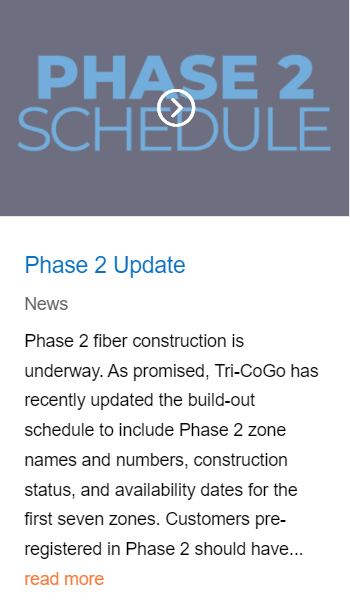 PHASE 2
SCHEDULE
Phase 2 Update
News
Phase 2 fiber construction is
underway. As promised, Tri-CoGo has
recently updated the build-out
schedule to include Phase 2 zone
names and numbers, construction
status, and availability dates for the
first seven zones. Customers pre-
registered in Phase 2 should have...
read more